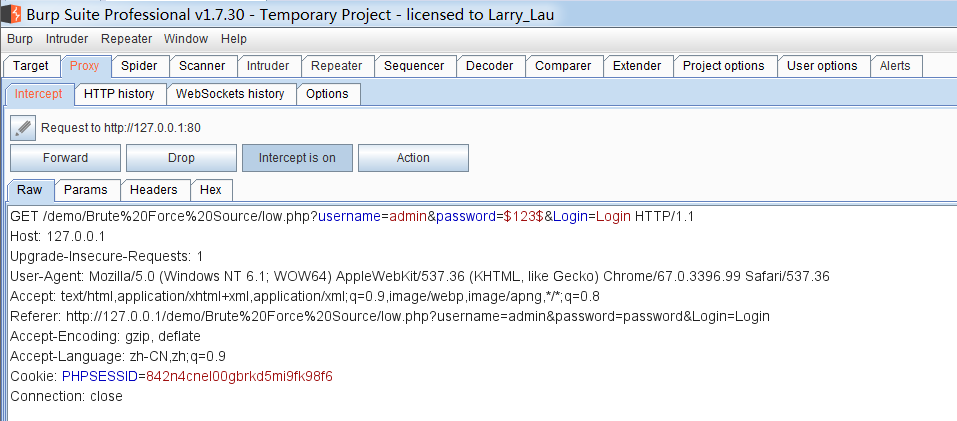 Burp Suite Professional v1.7.30 - Temporary Project - licensed to Larry_Lau
Burp Intruder Repeater Window Help
Target Proxy Spider Scanner Intruder Repeater Sequencer Decoder Comparer Extender Project options User options Alerts
Intercept HTTP history WebSockets history Options
Request to http://127.0.0.1:80
Forward Drop Intercept is on Action
Raw Params Headers Hex
GET /demo/Brute%20Force%20Source/low.php?username=admin&password=$123$&Login=Login HTTP/1.1
Host: 127.0.0.1
Upgrade-Insecure-Requests: 1
User-Agent: Mozilla/5.0 (Windows NT 6.1; WOW64) AppleWebKit/537.36 (KHTML, like Gecko) Chrome/67.0.3396.99 Safari/537.36
Accept: text/html,application/xhtml+xml,application/xml;q=0.9,image/webp,image/apng,*/*;q=0.8
Referer: http://127.0.0.1/demo/Brute%20Force%20Source/low.php?username=admin&password=password&Login=Login
Accept-Encoding: gzip, deflate
Accept-Language: zh-CN,zh;q=0.9
Cookie: PHPSESSID=842n4cnel00gbrkd5mi9fk98f6
Connection: close